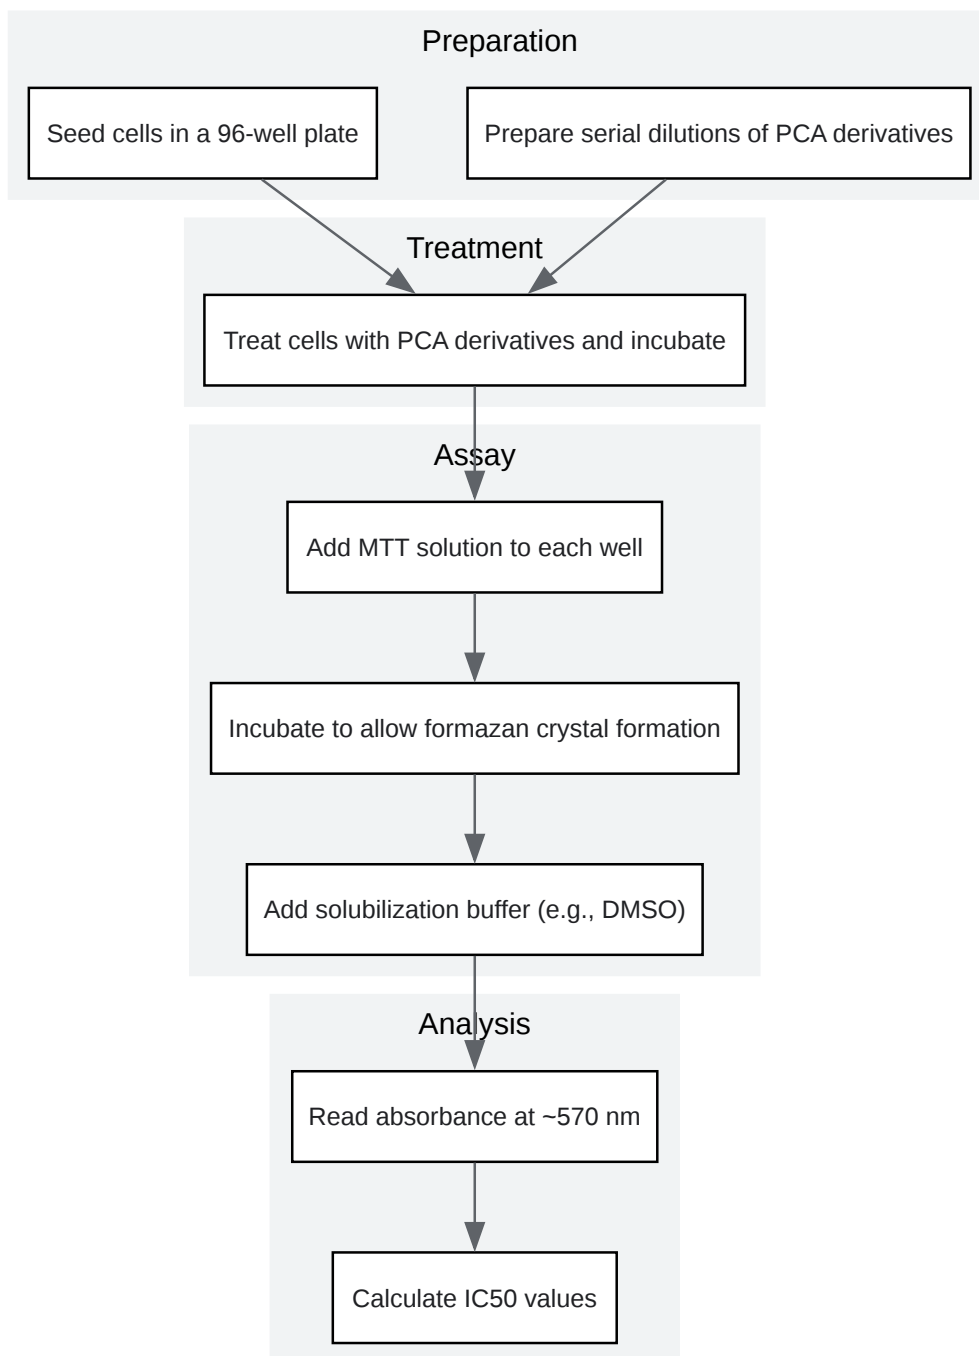 Preparation
Seed cells in a 96-well plate
Prepare serial dilutions of PCA derivatives
Treatment
Treat cells with PCA derivatives and incubate
Assay
Add MTT solution to each well
Incubate to allow formazan crystal formation
Add solubilization buffer (e.g., DMSO)
Analysis
Read absorbance at ~570 nm
Calculate IC50 values